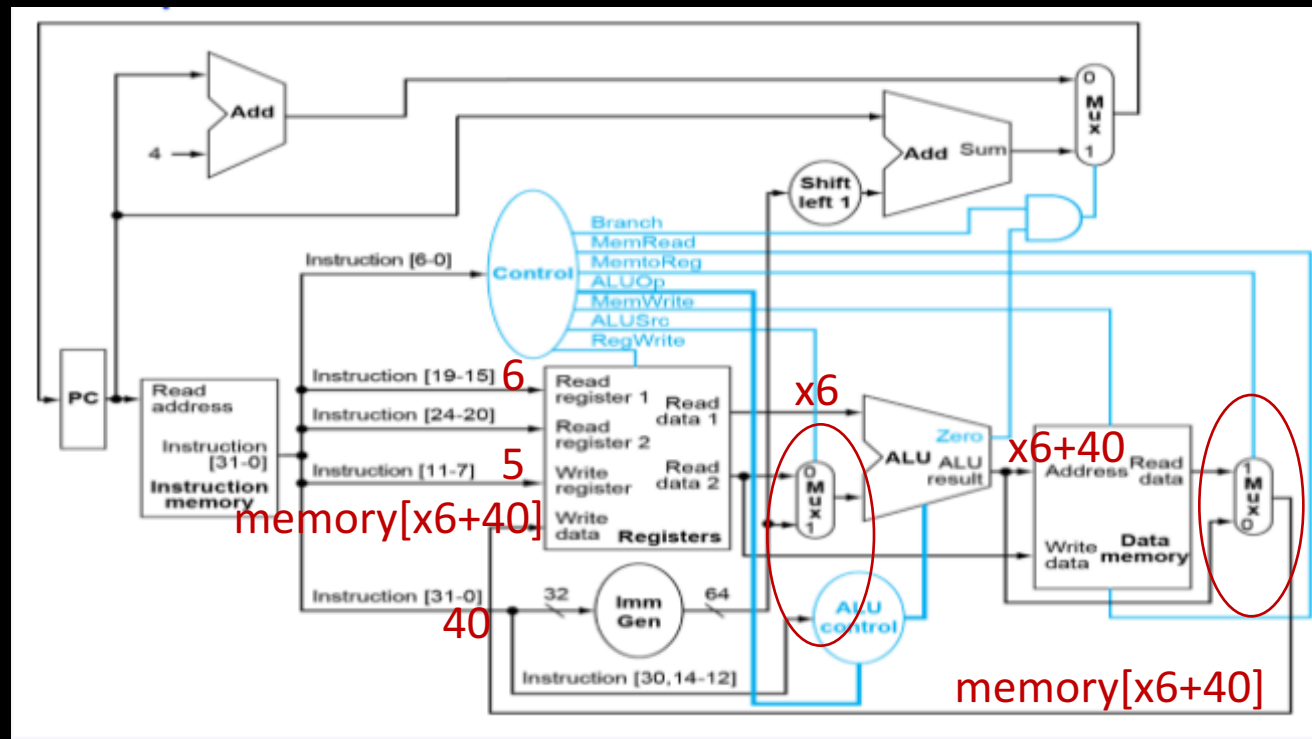 0
M
u
x
1
Add
4
Add Sum
Shift
left 1
Branch
MemRead
MemtoReg
ALUOp
MemWrite
ALUSrc
RegWrite
Instruction [6-0]
Control
PC
Read
address
Instruction
[31-0]
Instruction
memory
Instruction [19-15] 6
Instruction [24-20]
Instruction [11-7] 5
memory[x6+40]
Read
register 1
Read
data 1
Read
register 2
Write
register
Read
data 2
Write
data
Registers
x6
0
M
u
x
1
Zero
ALU ALU
result
x6+40
Address
Read
data
Write
data
Data
memory
1
M
u
x
0
Instruction [31-0]
40
32
Imm
Gen
64
ALU
control
Instruction [30,14-12]
memory[x6+40]